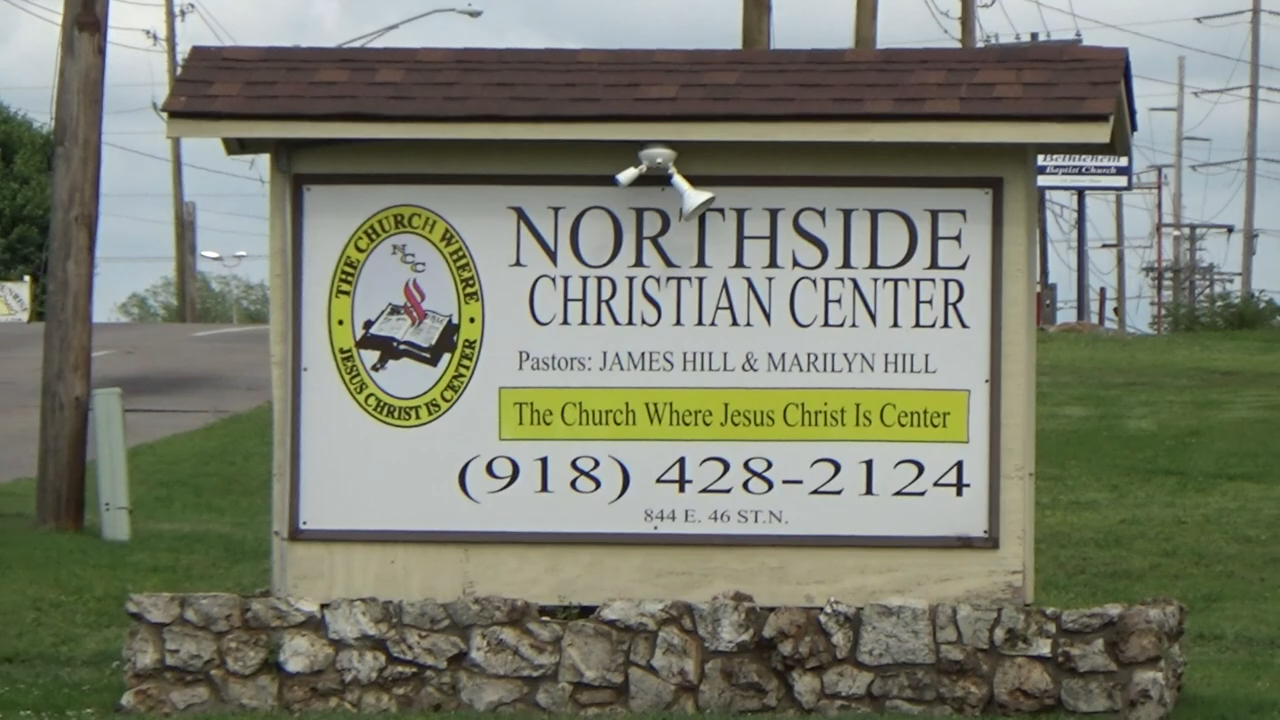 THE CHURCH WHERE
NCC
JESUS CHRIST IS CENTER
NORTHSIDE
CHRISTIAN CENTER
Pastors: JAMES HILL & MARILYN HILL
The Church Where Jesus Christ Is Center
(918) 428-2124
844 E. 46 ST.N.
Bethlehem
Baptist Church